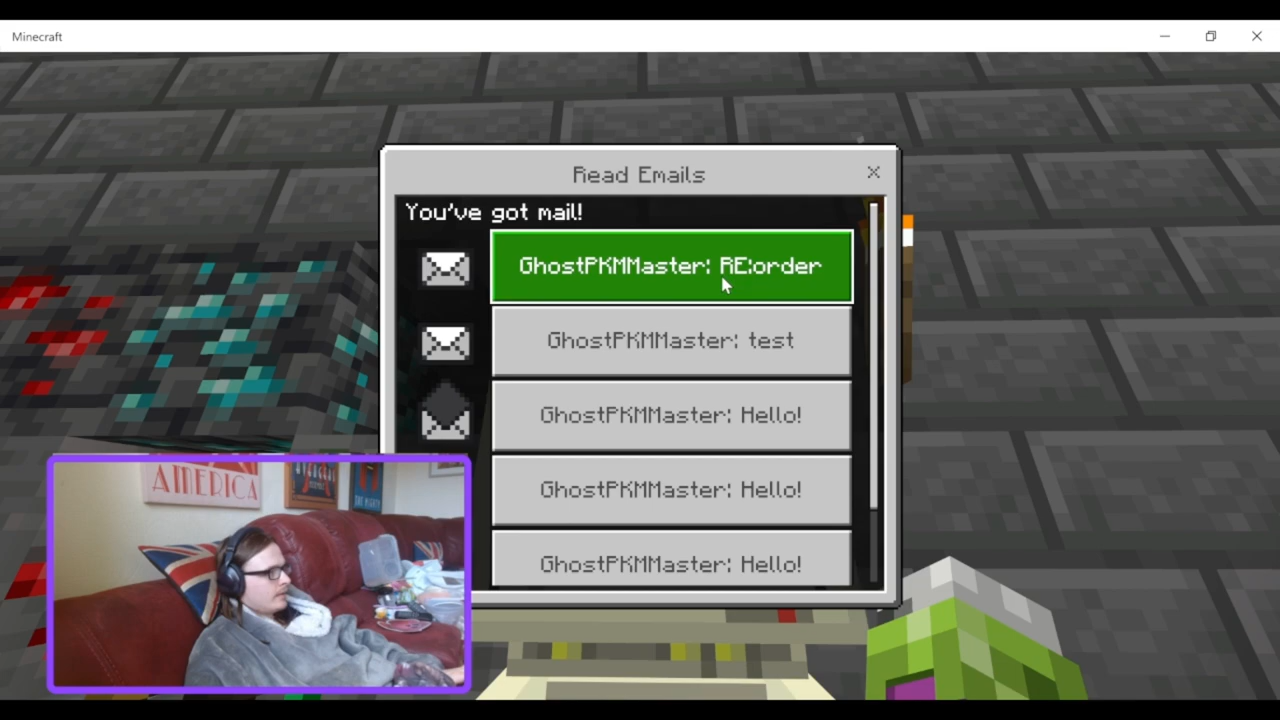 Minecraft
Read Emails
You've got mail!
GhostPKMMaster: RE:order
GhostPKMMaster: test
GhostPKMMaster: Hello!
GhostPKMMaster: Hello!
GhostPKMMaster: Hello!
AMERICA